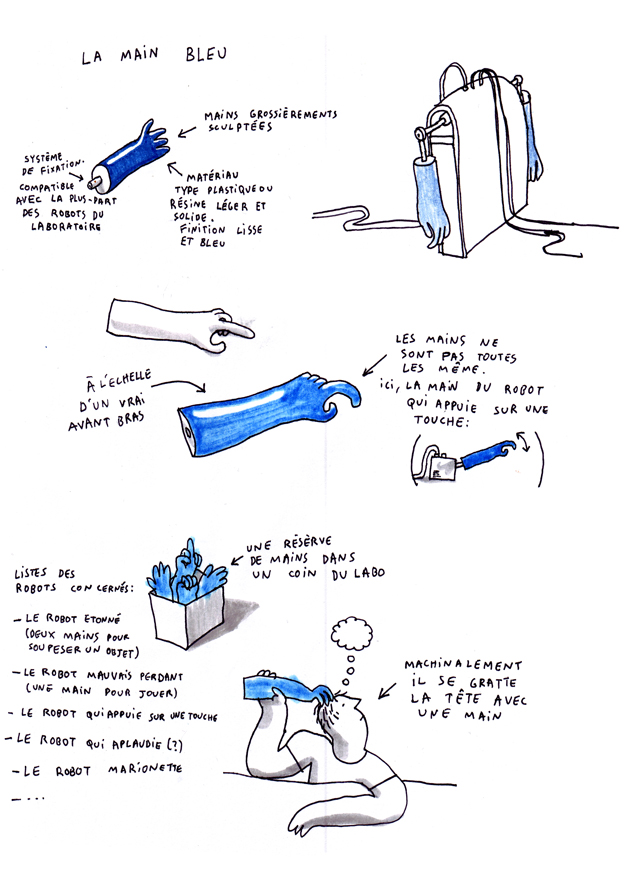 LA MAIN BLEU
MAINS GROSSIÈREMENTS
SCULPTÉES
SYSTÈME
DE FIXATION.
COMPATIBLE
AVEC LA PLUS-PART
DES ROBOTS DU
LABORATOIRE
MATÉRIAU
TYPE PLASTIQUE OU
RÉSINE LÉGER ET
SOLIDE.
FINITION LISSE
ET BLEU
LES MAINS NE
SONT PAS TOUTES
LES MÊME.
ICI, LA MAIN DU ROBOT
QUI APPUIE SUR UNE
TOUCHE:
À L'ECHELLE
D'UN VRAI
AVANT BRAS
UNE RÉSÈRVE
DE MAINS DANS
UN COIN DU LABO
LISTES DES
ROBOTS CONCERNÉS:
- LE ROBOT ETONNÉ
(DEUX MAINS POUR
SOUPESER UN OBJET)
- LE ROBOT MAUVAIS PERDANT
(UNE MAIN POUR JOUER)
- LE ROBOT QUI APPUIE SUR UNE TOUCHE
- LE ROBOT QUI APLAUDIE (?)
- LE ROBOT MARIONETTE
- ...
MACHINALEMENT
IL SE GRATTE
LA TÊTE AVEC
UNE MAIN